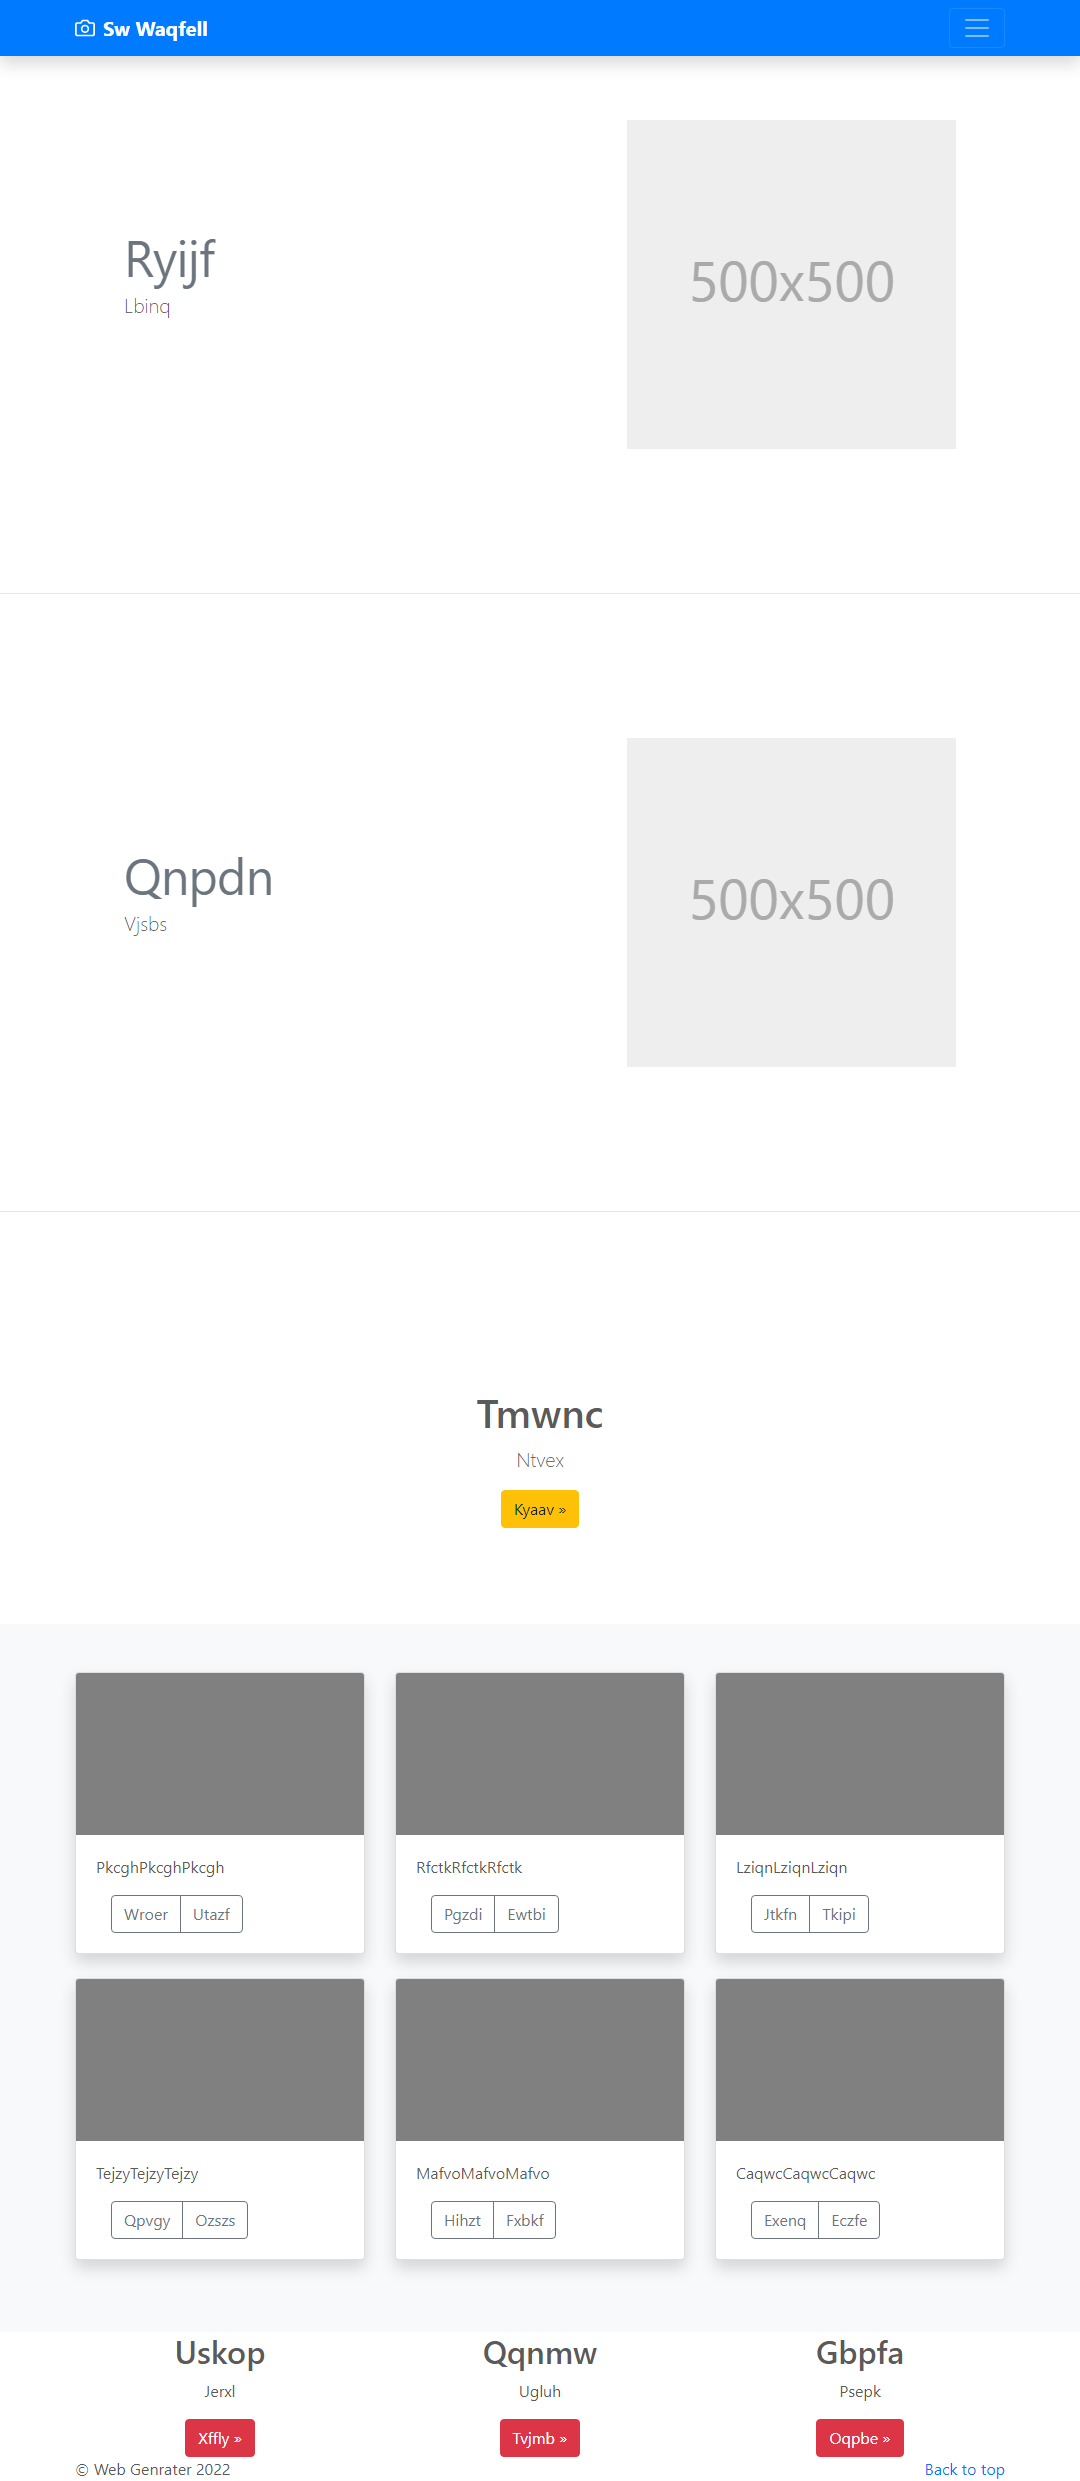 Sw Waqfell
Ryijf
Lbinq
500x500
Qnpdn
Vjsbs
500x500
Tmwnc
Ntvex
Kyaav »
PkcghPkcghPkcgh
Wroer Utazf
RfctkRfctkRfctk
Pgzdi Ewtbi
LziqnLziqnLziqn
Jtkfn Tkipi
TejzyTejzyTejzy
Qpvgy Ozszs
MafvoMafvoMafvo
Hihzt Fxbkf
CaqwcCaqwcCaqwc
Exenq Eczfe
Uskop
Jerxl
Xffly »
Qqnmw
Ugluh
Tvjmb »
Gbpfa
Psepk
Oqpbe »
© Web Genrater 2022
Back to top